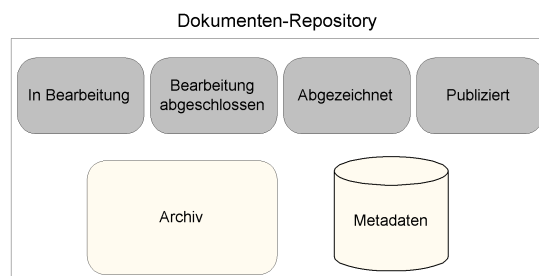 Dokumenten-Repository
In Bearbeitung
Bearbeitung
abgeschlossen
Abgezeichnet
Publiziert
Archiv
Metadaten